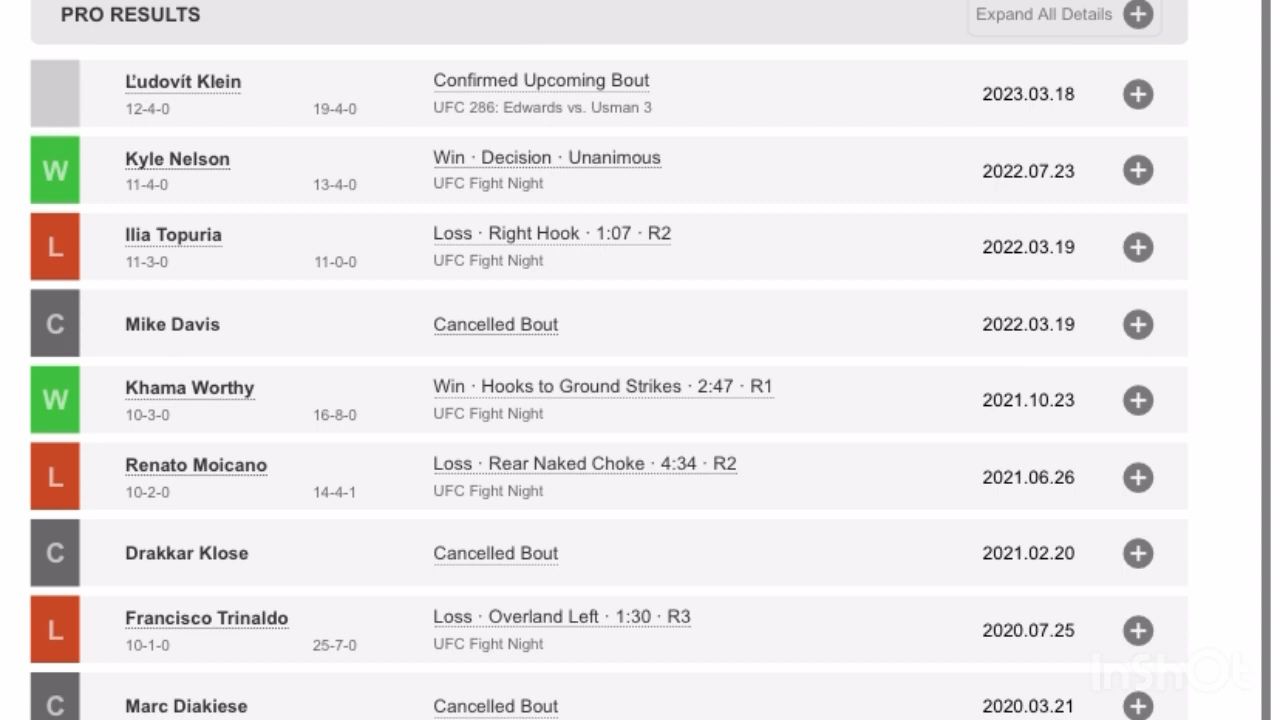 PRO RESULTS
Expand All Details
Ľudovít Klein
Confirmed Upcoming Bout
12-4-0 19-4-0
UFC 286: Edwards vs. Usman 3
2023.03.18
W
Kyle Nelson
Win · Decision · Unanimous
11-4-0 13-4-0
UFC Fight Night
2022.07.23
L
Ilia Topuria
Loss · Right Hook · 1:07 · R2
11-3-0 11-0-0
UFC Fight Night
2022.03.19
C
Mike Davis
Cancelled Bout
2022.03.19
W
Khama Worthy
Win · Hooks to Ground Strikes · 2:47 · R1
10-3-0 16-8-0
UFC Fight Night
2021.10.23
L
Renato Moicano
Loss · Rear Naked Choke · 4:34 · R2
10-2-0 14-4-1
UFC Fight Night
2021.06.26
C
Drakkar Klose
Cancelled Bout
2021.02.20
L
Francisco Trinaldo
Loss · Overland Left · 1:30 · R3
10-1-0 25-7-0
UFC Fight Night
2020.07.25
C
Marc Diakiese
Cancelled Bout
2020.03.21
InShOt